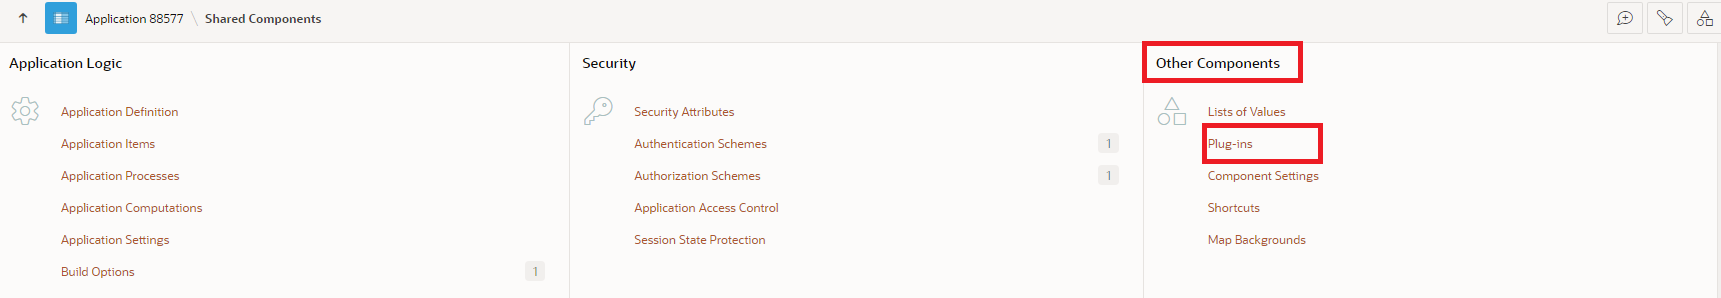 Application 88577 \ Shared Components
Application Logic
Application Definition
Application Items
Application Processes
Application Computations
Application Settings
Build Options 1
Security
Security Attributes
Authentication Schemes 1
Authorization Schemes 1
Application Access Control
Session State Protection
Other Components
Lists of Values
Plug-ins
Component Settings
Shortcuts
Map Backgrounds